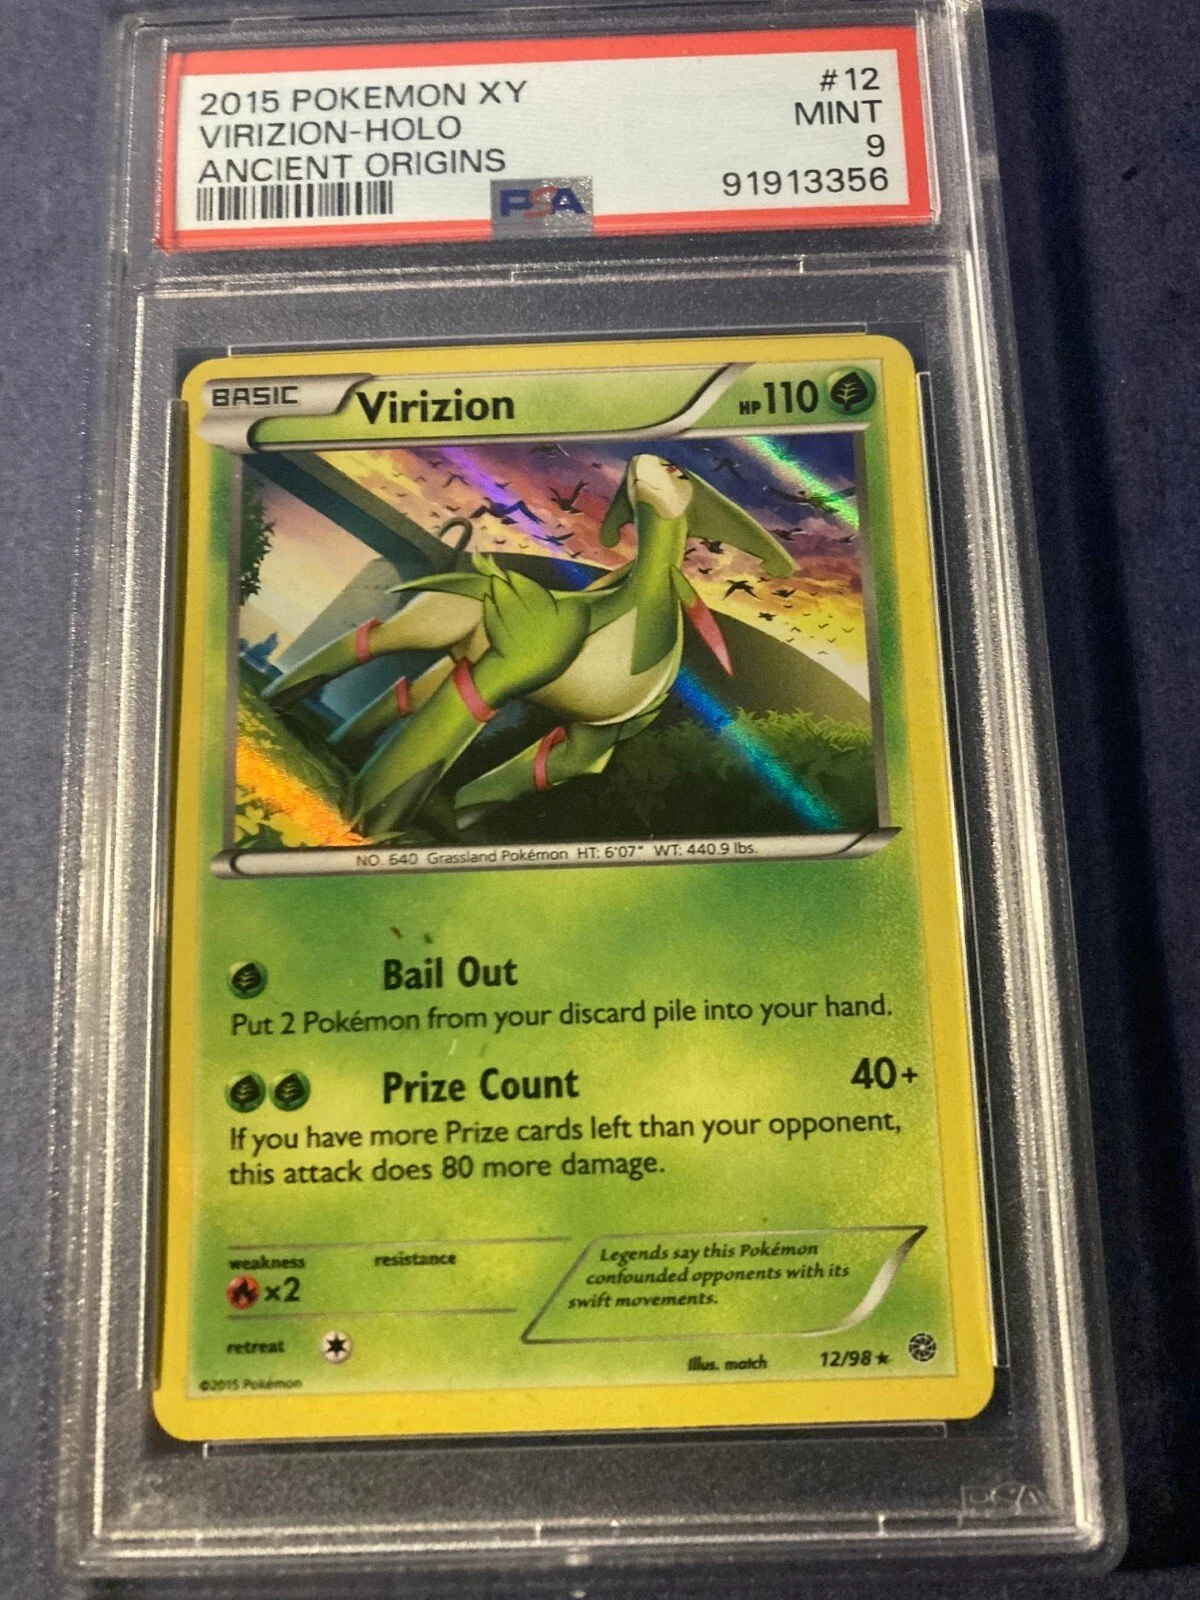 2015 POKEMON XY #12
VIRIZION-HOLO MINT
ANCIENT ORIGINS 9
PSA 91913356
BASIC Virizion HP110
NO. 640 Grassland Pokémon HT: 6'07" WT: 440.9 lbs.
Bail Out
Put 2 Pokémon from your discard pile into your hand.
Prize Count 40+
If you have more Prize cards left than your opponent,
this attack does 80 more damage.
weakness resistance
×2
retreat
Legends say this Pokémon
confounded opponents with its
swift movements.
Illus. match 12/98 ★
©2015 Pokémon
PSA